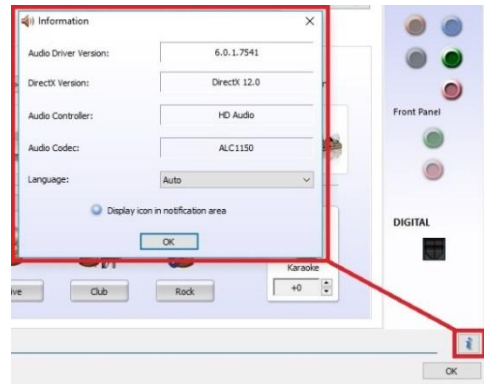 Information
Audio Driver Version: 6.0.1.7541
DirectX Version: DirectX 12.0
Audio Controller: HD Audio
Audio Codec: ALC1150
Language: Auto
Display icon in notification area
OK
Front Panel
DIGITAL
Karaoke
Club Rock +0
i
OK